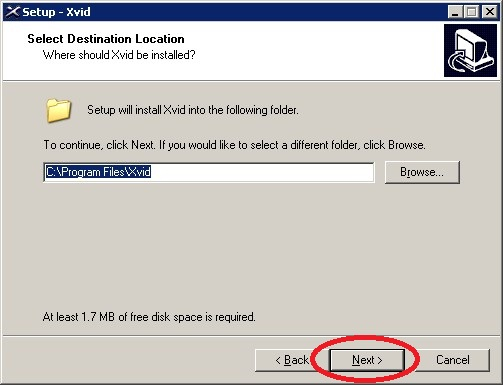 Setup - Xvid
Select Destination Location
Where should Xvid be installed?
Setup will install Xvid into the following folder.
To continue, click Next. If you would like to select a different folder, click Browse.
C:\Program Files\Xvid
Browse...
At least 1.7 MB of free disk space is required.
< Back
Next >
Cancel